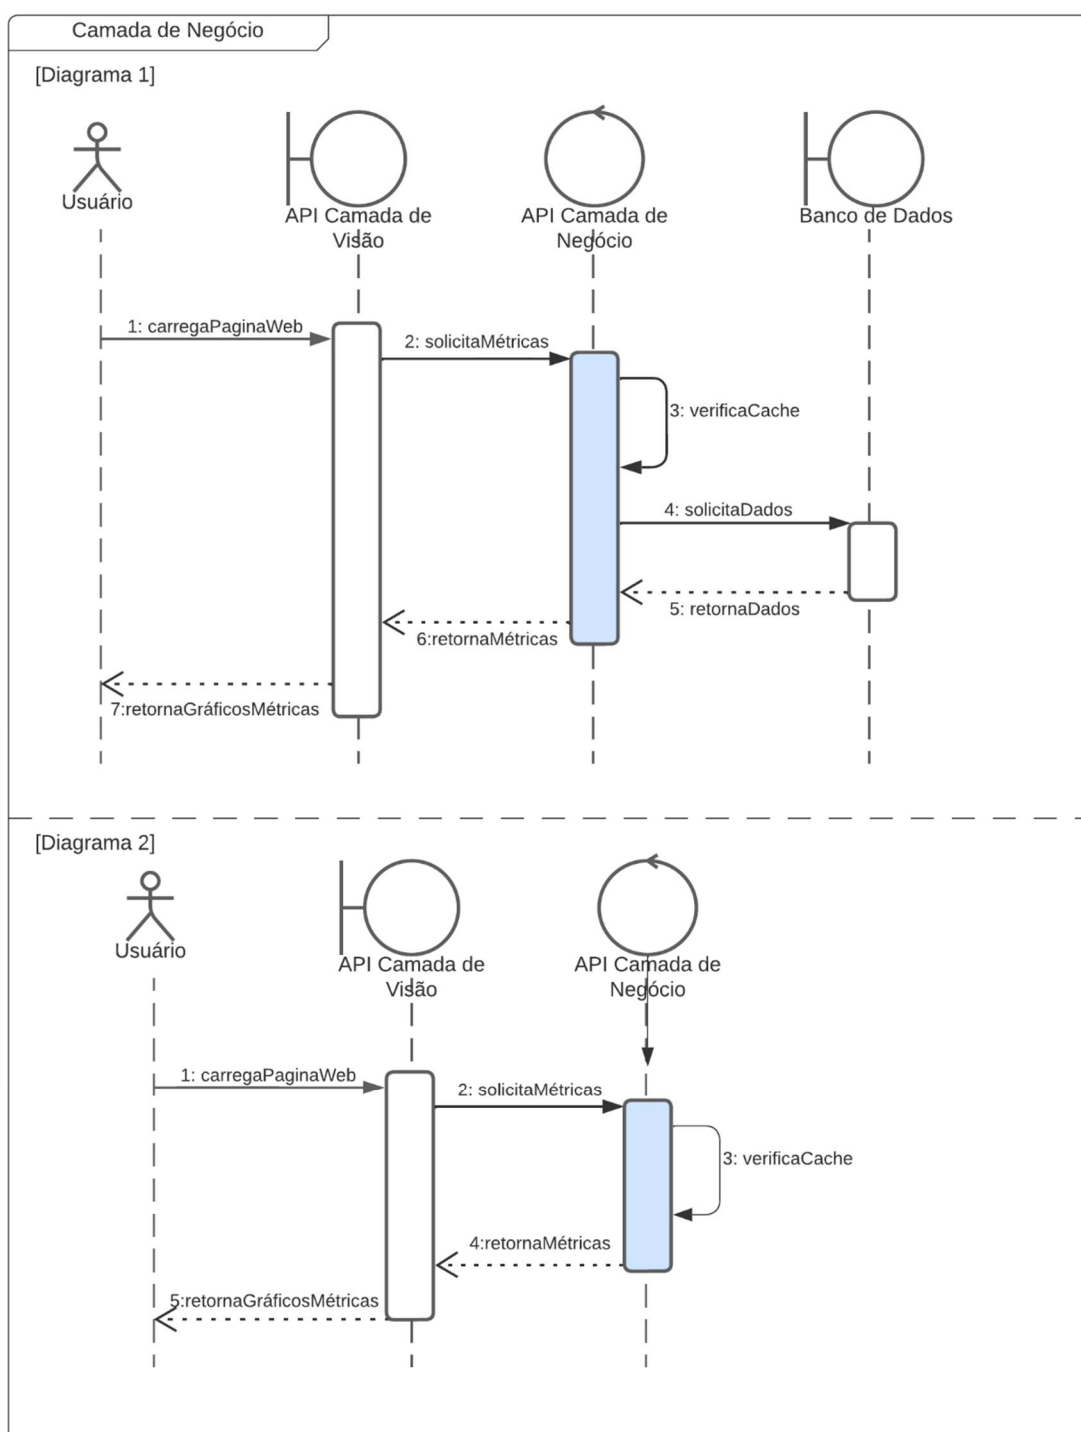 Camada de Negócio
[Diagrama 1]
Usuário
API Camada de
Visão
API Camada de
Negócio
Banco de Dados
1: carregaPaginaWeb
2: solicitaMétricas
3: verificaCache
4: solicitaDados
5: retornaDados
6:retornaMétricas
7:retornaGráficosMétricas
[Diagrama 2]
Usuário
API Camada de
Visão
API Camada de
Negócio
1: carregaPaginaWeb
2: solicitaMétricas
3: verificaCache
4:retornaMétricas
5:retornaGráficosMétricas